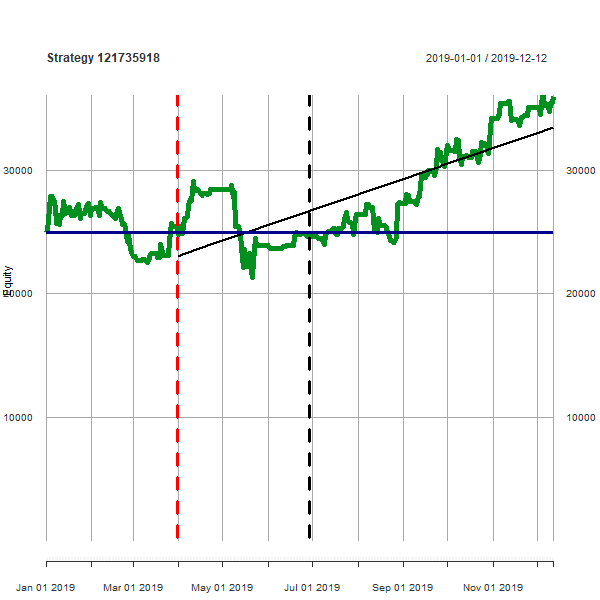 Strategy 121735918
2019-01-01 / 2019-12-12
30000
30000
Equity
20000
20000
10000
10000
Jan 01 2019
Mar 01 2019
May 01 2019
Jul 01 2019
Sep 01 2019
Nov 01 2019